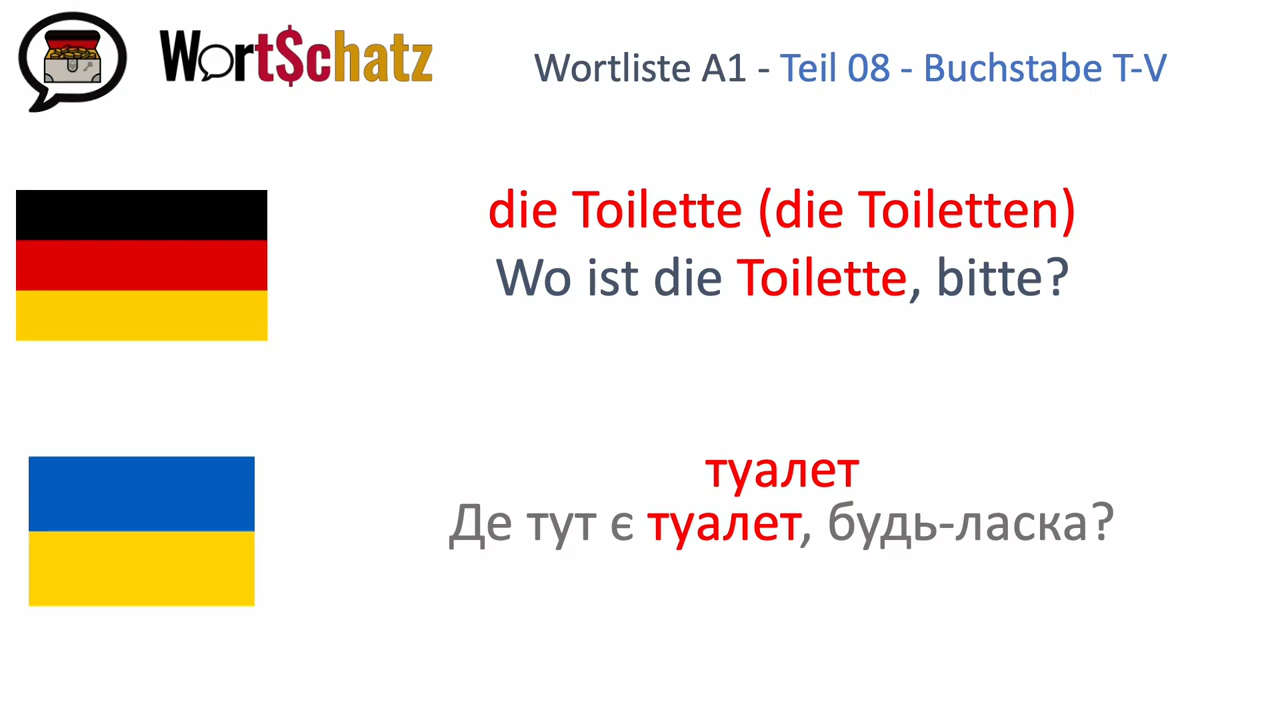 WortSchatz
Wortliste A1 - Teil 08 - Buchstabe T-V
die Toilette (die Toiletten)
Wo ist die Toilette, bitte?
туалет
Де тут є туалет, будь-ласка?